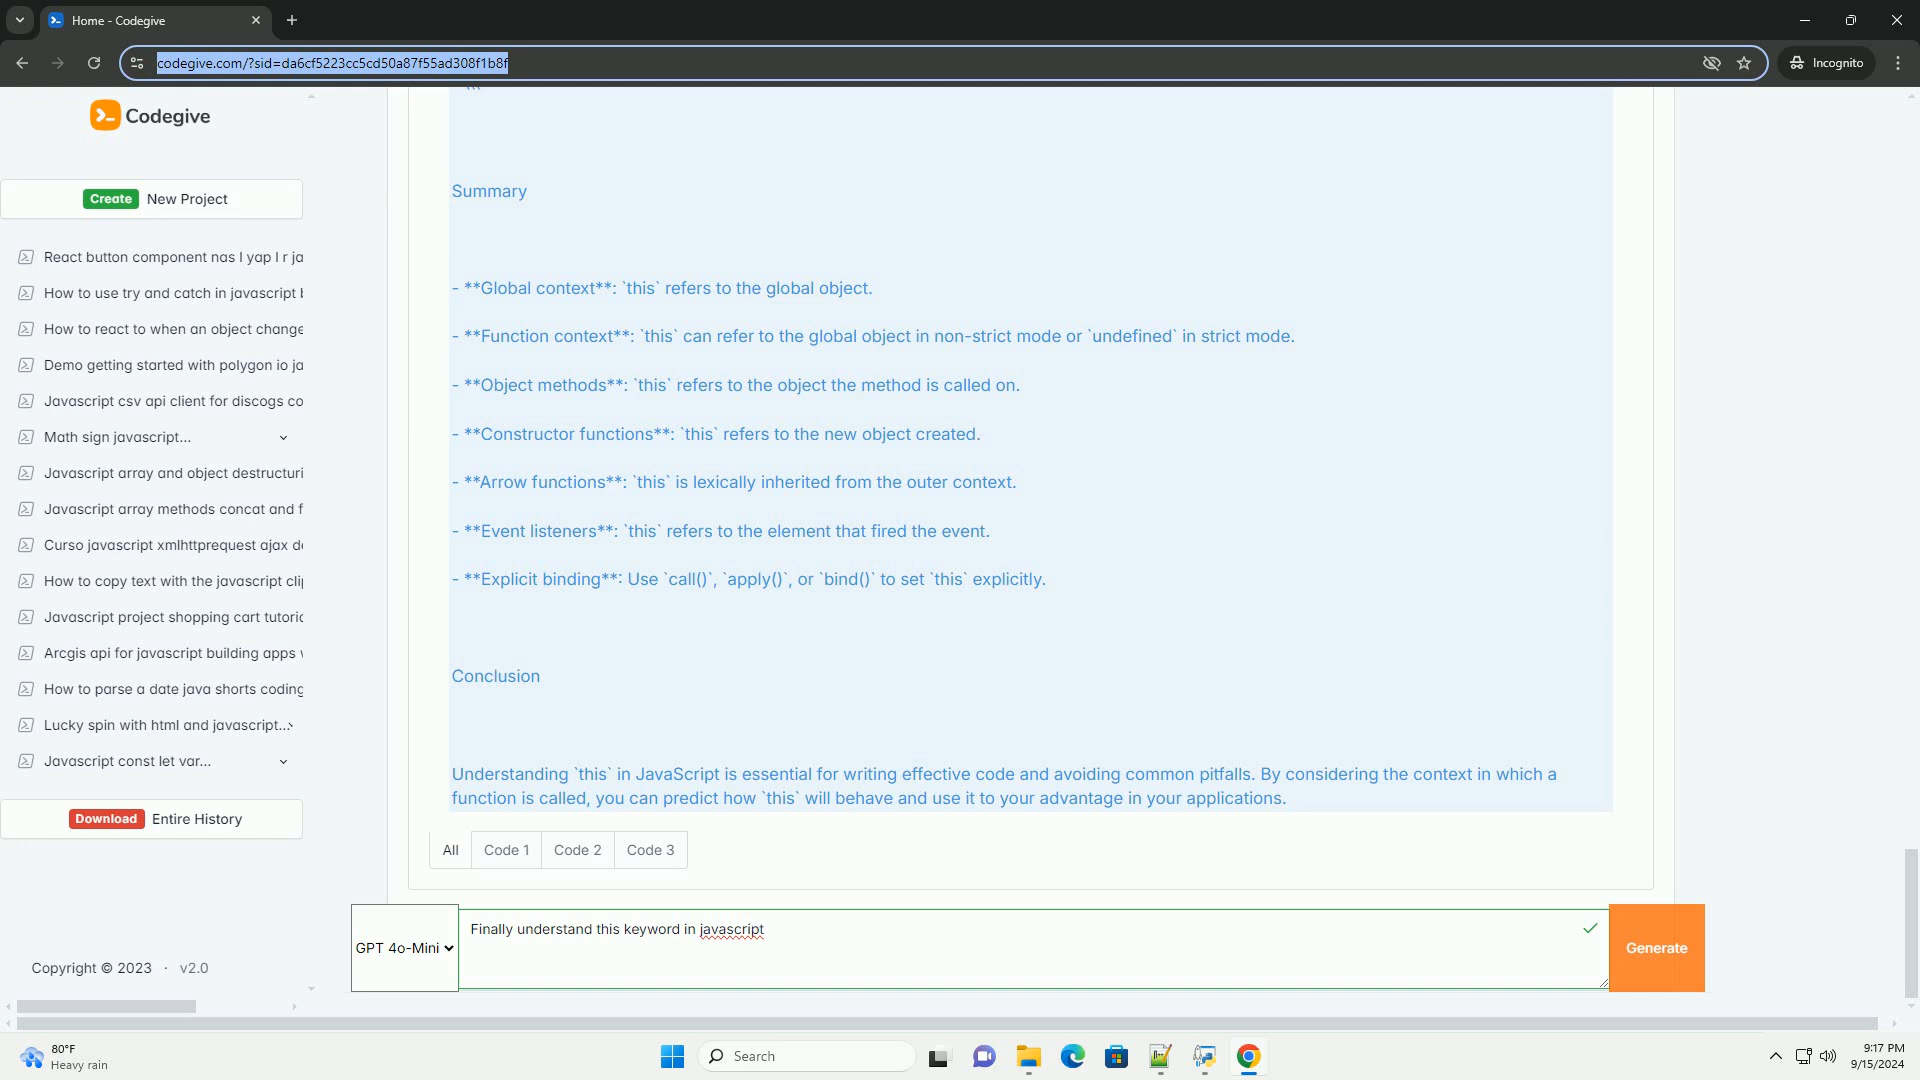 Home - Codegive
codegive.com/?sid=da6cf5223cc5cd50a87f55ad308f1b8f
Incognito
Codegive
Create New Project
React button component nas l yap l r ja
How to use try and catch in javascript
How to react to when an object change
Demo getting started with polygon io ja
Javascript csv api client for discogs co
Math sign javascript...
Javascript array and object destructuri
Javascript array methods concat and f
Curso javascript xmlhttprequest ajax d
How to copy text with the javascript cli
Javascript project shopping cart tutoria
Arcgis api for javascript building apps
How to parse a date java shorts coding
Lucky spin with html and javascript...
Javascript const let var...
Download Entire History
Copyright © 2023 · v2.0
```
Summary
- **Global context**: `this` refers to the global object.
- **Function context**: `this` can refer to the global object in non-strict mode or `undefined` in strict mode.
- **Object methods**: `this` refers to the object the method is called on.
- **Constructor functions**: `this` refers to the new object created.
- **Arrow functions**: `this` is lexically inherited from the outer context.
- **Event listeners**: `this` refers to the element that fired the event.
- **Explicit binding**: Use `call()`, `apply()`, or `bind()` to set `this` explicitly.
Conclusion
Understanding `this` in JavaScript is essential for writing effective code and avoiding common pitfalls. By considering the context in which a
function is called, you can predict how `this` will behave and use it to your advantage in your applications.
All Code 1 Code 2 Code 3
GPT 4o-Mini
Finally understand this keyword in javascript
Generate
80°F
Heavy rain
Search
9:17 PM
9/15/2024